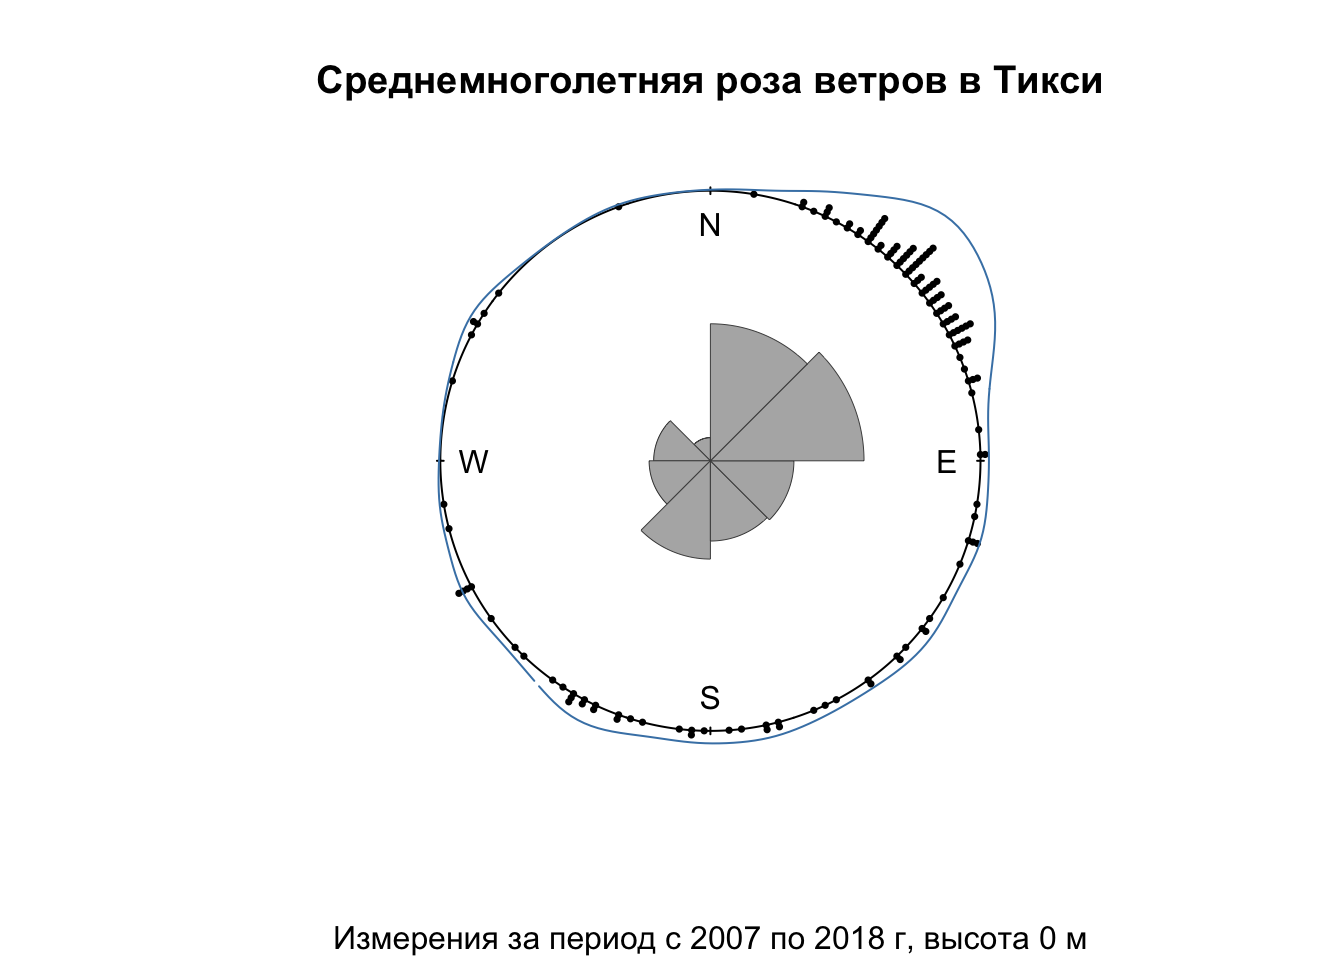 Среднемноголетняя роза ветров в Тикси
N
W
E
S
Измерения за период с 2007 по 2018 г, высота 0 м